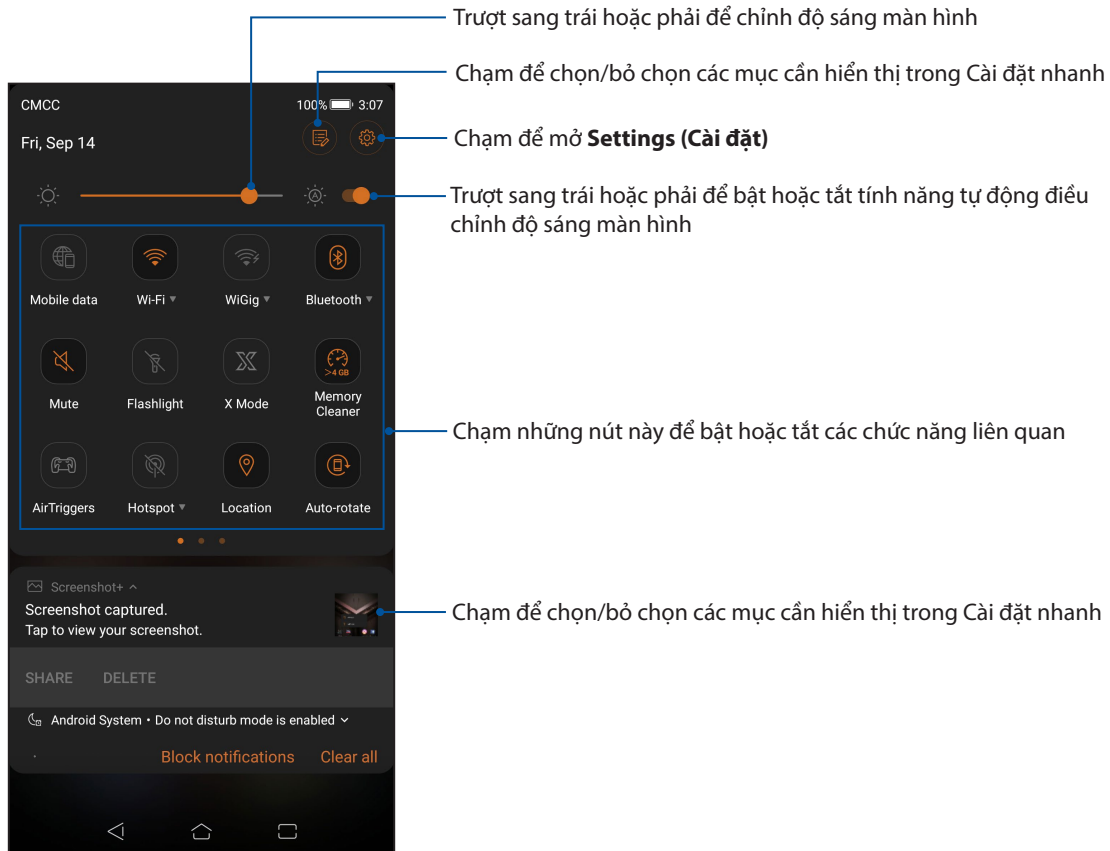 Trượt sang trái hoặc phải để chỉnh độ sáng màn hình
Chạm để chọn/bỏ chọn các mục cần hiển thị trong Cài đặt nhanh
CMCC 100% 3:07
Fri, Sep 14
Chạm để mở Settings (Cài đặt)
Trượt sang trái hoặc phải để bật hoặc tắt tính năng tự động điều
chỉnh độ sáng màn hình
A
Mobile data Wi-Fi WiGig Bluetooth
>4 GB
Mute Flashlight X Mode Memory
Cleaner
Chạm những nút này để bật hoặc tắt các chức năng liên quan
AirTriggers Hotspot Location Auto-rotate
Screenshot+
Screenshot captured.
Tap to view your screenshot.
Chạm để chọn/bỏ chọn các mục cần hiển thị trong Cài đặt nhanh
SHARE DELETE
Android System • Do not disturb mode is enabled
Block notifications Clear all